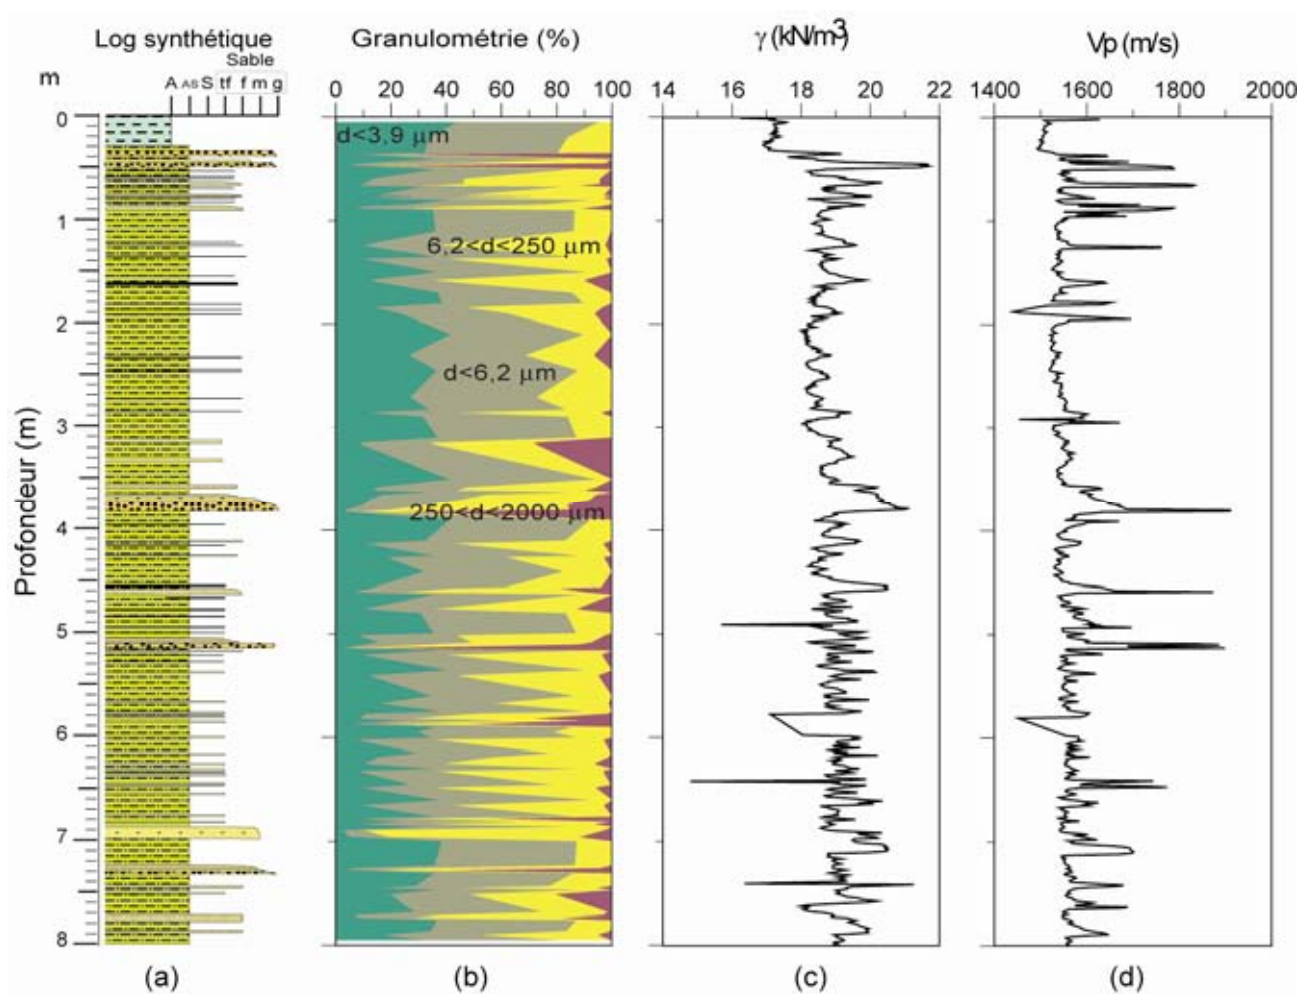 Log synthétique
Granulométrie (%)
γ (kN/m³)
Vp (m/s)
Sable
m
A AS S tf f m g
0 20 40 60 80 100
14 16 18 20 22
1400 1600 1800 2000
0
d<3,9 µm
1
6,2<d<250 µm
2
d<6,2 µm
3
250<d<2000 µm
4
5
6
7
8
Profondeur (m)
(a)
(b)
(c)
(d)